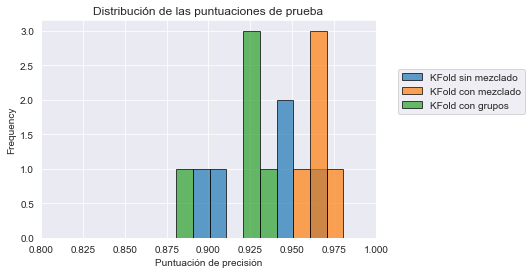 Distribución de las puntuaciones de prueba
Frequency
3.0
2.5
2.0
1.5
1.0
0.5
0.0
0.800 0.825 0.850 0.875 0.900 0.925 0.950 0.975 1.000
Puntuación de precisión
KFold sin mezclado
KFold con mezclado
KFold con grupos